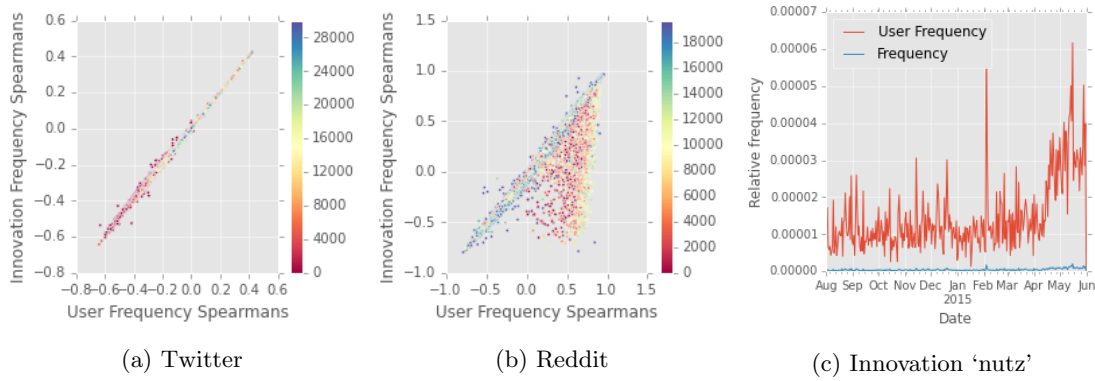 Innovation Frequency Spearmans
0.6
0.4
0.2
0.0
−0.2
−0.4
−0.6
−0.8
−0.8 −0.6 −0.4 −0.2 0.0 0.2 0.4 0.6
User Frequency Spearmans
28000
24000
20000
16000
12000
8000
4000
0
(a) Twitter
Innovation Frequency Spearmans
1.5
1.0
0.5
0.0
−0.5
−1.0
−1.0 −0.5 0.0 0.5 1.0 1.5
User Frequency Spearmans
18000
16000
14000
12000
10000
8000
6000
4000
2000
0
(b) Reddit
Relative frequency
0.00007
0.00006
0.00005
0.00004
0.00003
0.00002
0.00001
0.00000
User Frequency
Frequency
Aug Sep Oct Nov Dec Jan Feb Mar Apr May Jun
2015
Date
(c) Innovation ‘nutz’